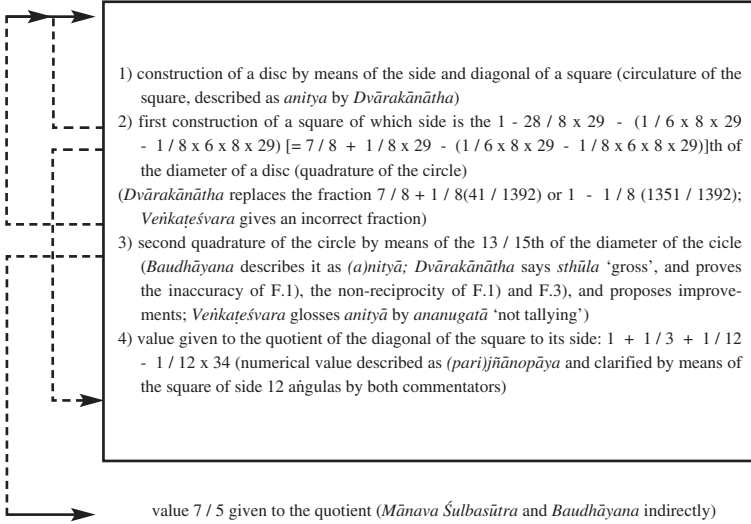 1) construction of a disc by means of the side and diagonal of a square (circulature of the
square, described as anitya by Dvārakānātha)
2) first construction of a square of which side is the 1 - 28 / 8 x 29 - (1 / 6 x 8 x 29
- 1 / 8 x 6 x 8 x 29) [= 7 / 8 + 1 / 8 x 29 - (1 / 6 x 8 x 29 - 1 / 8 x 6 x 8 x 29)]th of
the diameter of a disc (quadrature of the circle)
(Dvārakānātha replaces the fraction 7 / 8 + 1 / 8(41 / 1392) or 1 - 1 / 8 (1351 / 1392);
Veṅkaṭeśvara gives an incorrect fraction)
3) second quadrature of the circle by means of the 13 / 15th of the diameter of the cicle
(Baudhāyana describes it as (a)nityā; Dvārakānātha says sthūla ‘gross’, and proves
the inaccuracy of F.1), the non-reciprocity of F.1) and F.3), and proposes improve-
ments; Veṅkaṭeśvara glosses anityā by ananugatā ‘not tallying’)
4) value given to the quotient of the diagonal of the square to its side: 1 + 1 / 3 + 1 / 12
- 1 / 12 x 34 (numerical value described as (pari)jñānopāya and clarified by means of
the square of side 12 aṅgulas by both commentators)
value 7 / 5 given to the quotient (Mānava Śulbasūtra and Baudhāyana indirectly)